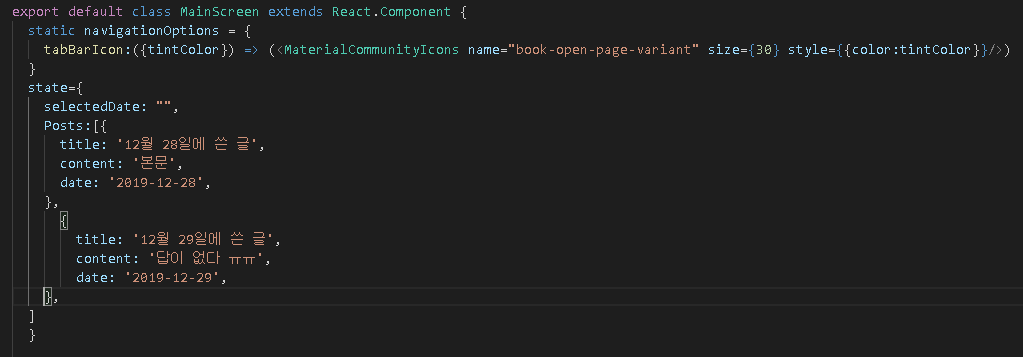 export default class MainScreen extends React.Component {
  static navigationOptions = {
    tabBarIcon:({tintColor}) => (<MaterialCommunityIcons name="book-open-page-variant" size={30} style={{color:tintColor}}/>)
  }
  state={
    selectedDate: "",
    Posts:[{
      title: '12월 28일에 쓴 글',
      content: '본문',
      date: '2019-12-28',
    },
      {
        title: '12월 29일에 쓴 글',
        content: '답이 없다 ㅠㅠ',
        date: '2019-12-29',
    },
  ]
  }